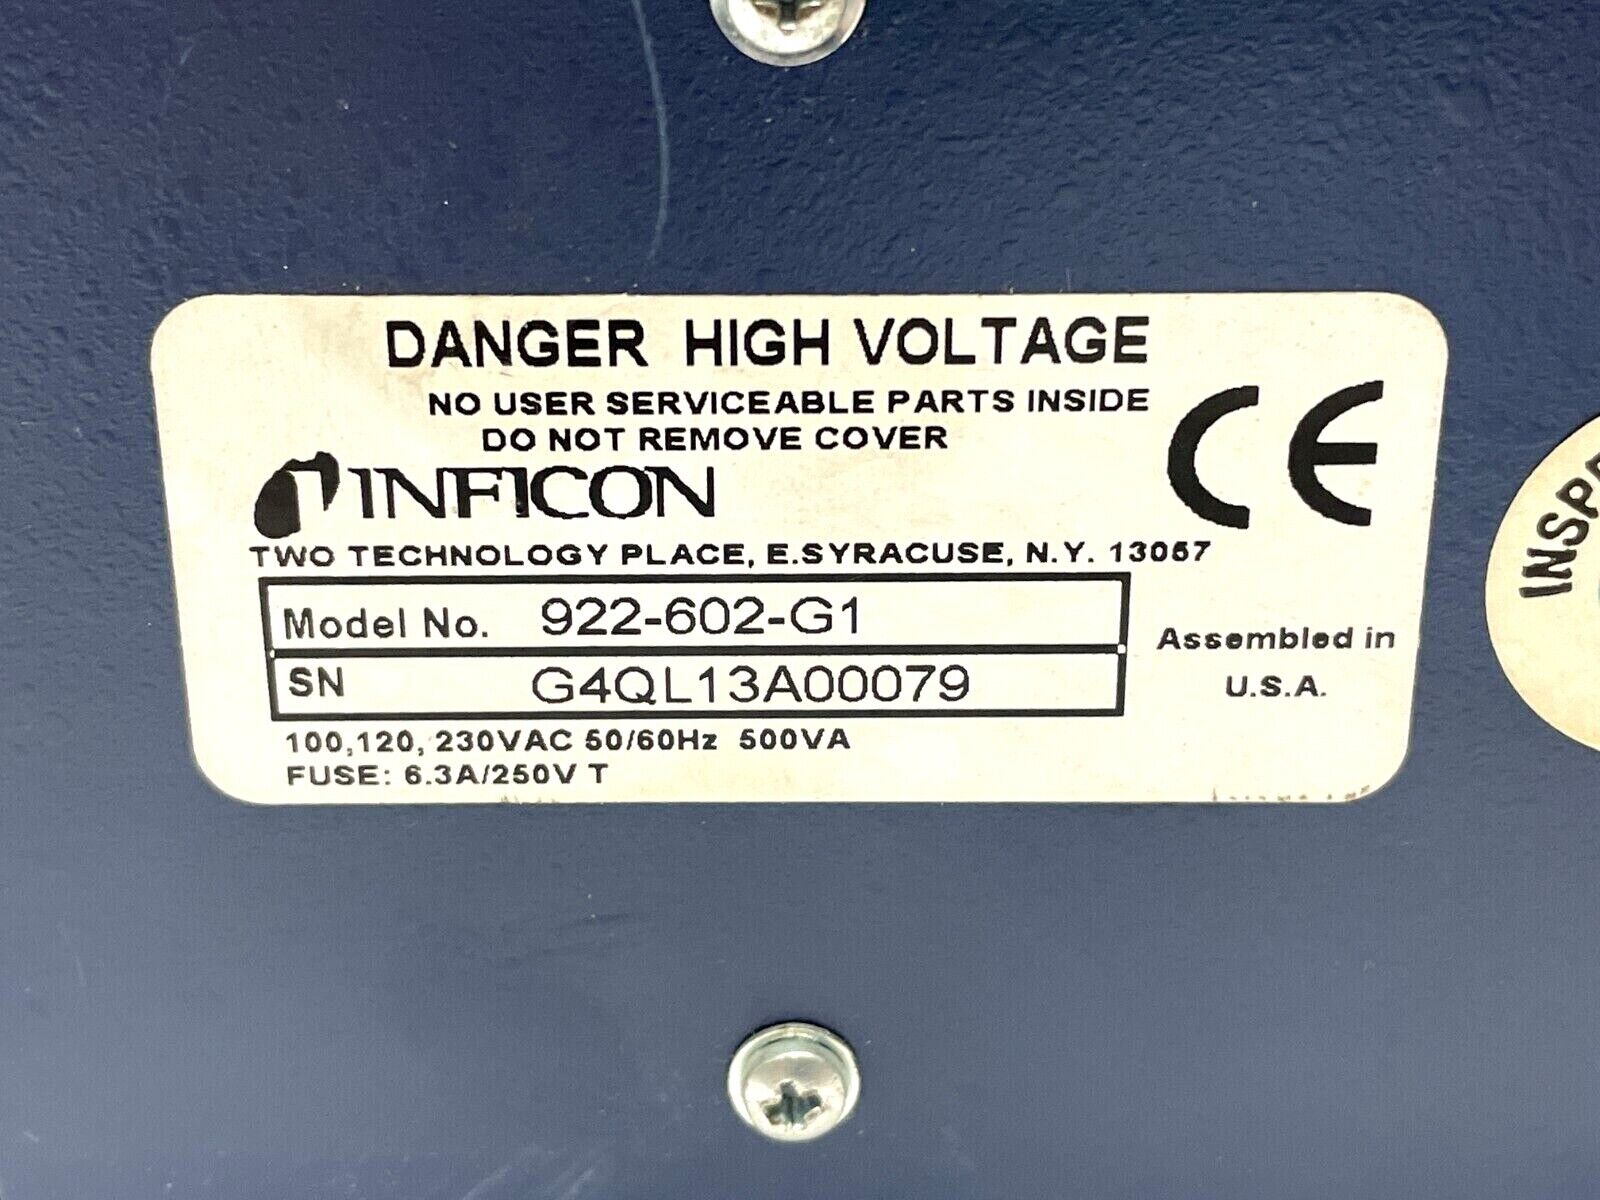 DANGER HIGH VOLTAGE
NO USER SERVICEABLE PARTS INSIDE
DO NOT REMOVE COVER
INFICON
CE
TWO TECHNOLOGY PLACE, E.SYRACUSE, N.Y. 13057
Model No. 922-602-G1
SN G4QL13A00079
Assembled in
U.S.A.
100,120, 230VAC 50/60Hz 500VA
FUSE: 6.3A/250V T